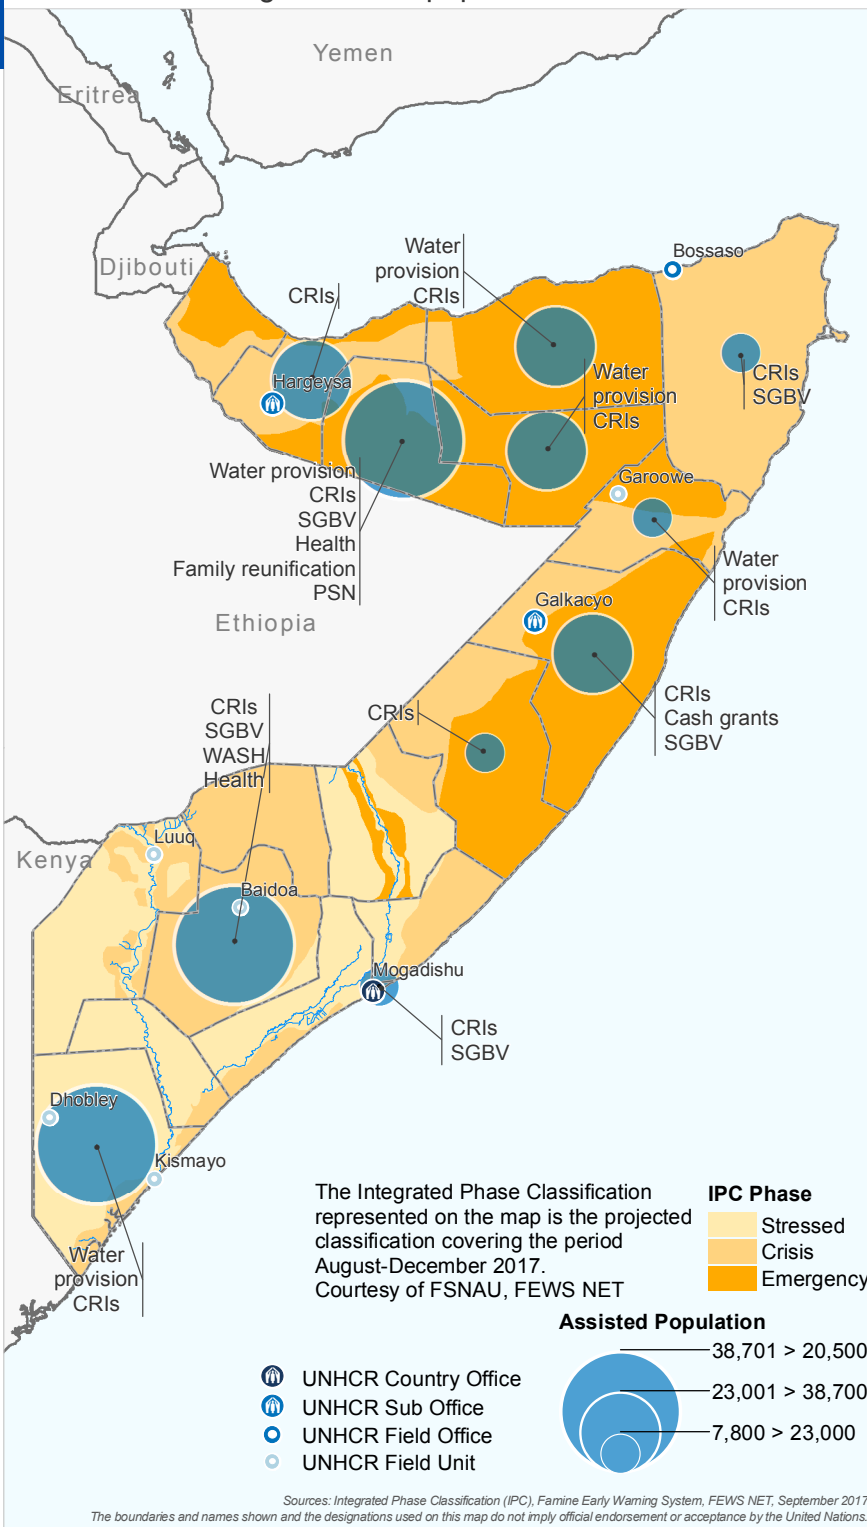 Yemen
Eritrea
Djibouti
Water
provision
CRIs
Bossaso
CRIs
Hargeysa
Water
provision
CRIs
CRIs
SGBV
Water provision
CRIs
SGBV
Health
Family reunification
PSN
Garoowe
Water
provision
CRIs
Ethiopia
Galkacyo
CRIs
Cash grants
SGBV
CRIs
SGBV
WASH
Health
CRIs
Luuq
Kenya
Baidoa
Mogadishu
CRIs
SGBV
Dhobley
Kismayo
Water
provision
CRIs
The Integrated Phase Classification
represented on the map is the projected
classification covering the period
August-December 2017.
Courtesy of FSNAU, FEWS NET
IPC Phase
Stressed
Crisis
Emergency
Assisted Population
38,701 > 20,500
23,001 > 38,700
7,800 > 23,000
UNHCR Country Office
UNHCR Sub Office
UNHCR Field Office
UNHCR Field Unit
Sources: Integrated Phase Classification (IPC), Famine Early Warning System, FEWS NET, September 2017
The boundaries and names shown and the designations used on this map do not imply official endorsement or acceptance by the United Nations.